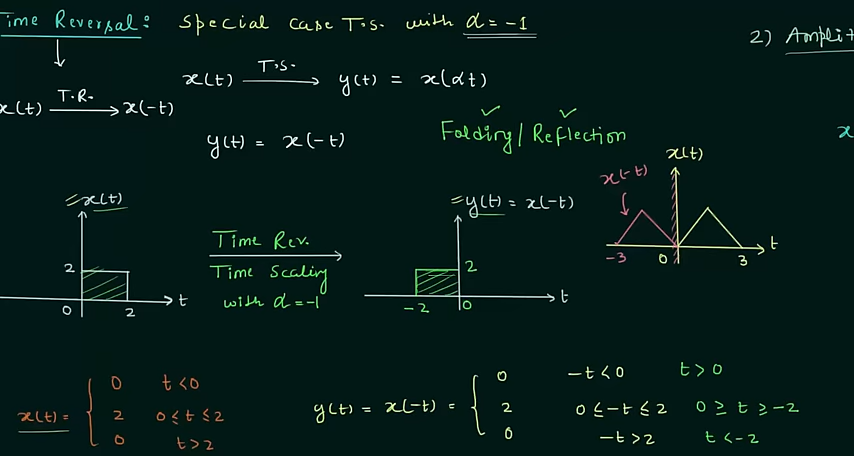 Time Reversal: Special case T.S. with α = -1
2) Amplit
x(t) T.S. → y(t) = x(αt)
x(t) T.R. → x(-t)
y(t) = x(-t)
Folding / Reflection
x
x(t)
x(-t)
t
-3 0 3
x(t)
2
0 2 t
Time Rev.
Time Scaling
with α = -1
y(t) = x(-t)
2
-2 0 t
x(t) = { 0 t < 0
2 0 ≤ t ≤ 2
0 t > 2
y(t) = x(-t) = { 0 -t < 0 t > 0
2 0 ≤ -t ≤ 2 0 ≥ t ≥ -2
0 -t > 2 t < -2